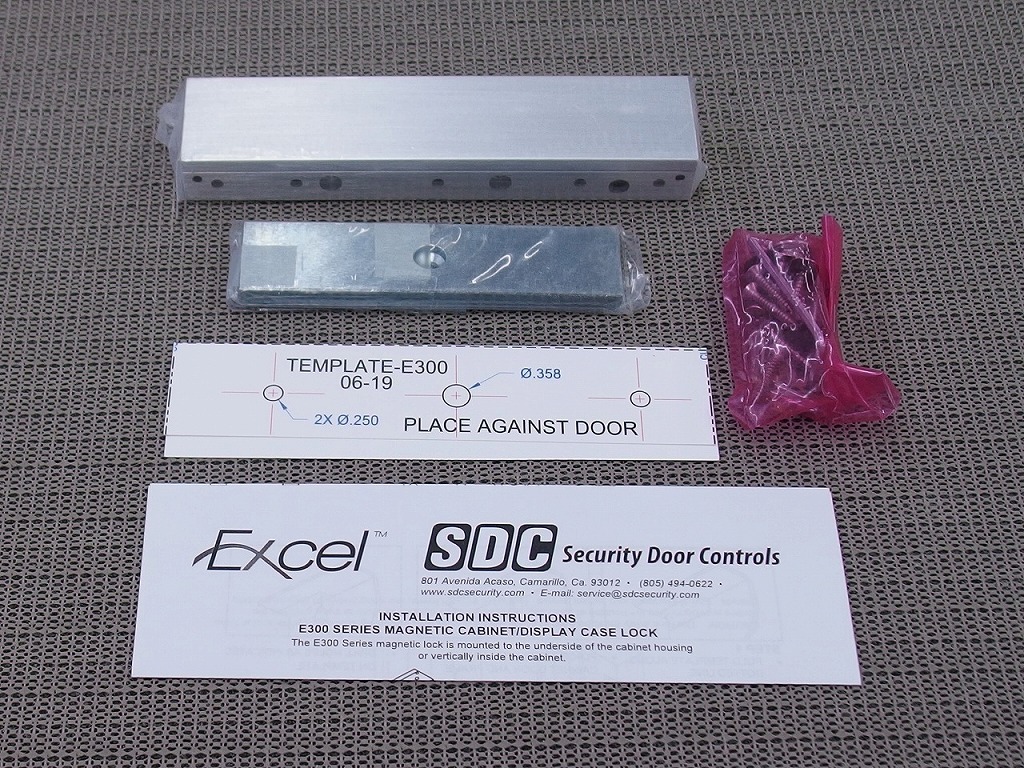 TEMPLATE-E300
06-19
Ø.358
2X Ø.250
PLACE AGAINST DOOR
Excel™
SDC Security Door Controls
801 Avenida Acaso, Camarillo, Ca. 93012 • (805) 494-0622 •
www.sdcsecurity.com • E-mail: service@sdcsecurity.com
INSTALLATION INSTRUCTIONS
E300 SERIES MAGNETIC CABINET/DISPLAY CASE LOCK
The E300 Series magnetic lock is mounted to the underside of the cabinet housing
or vertically inside the cabinet.